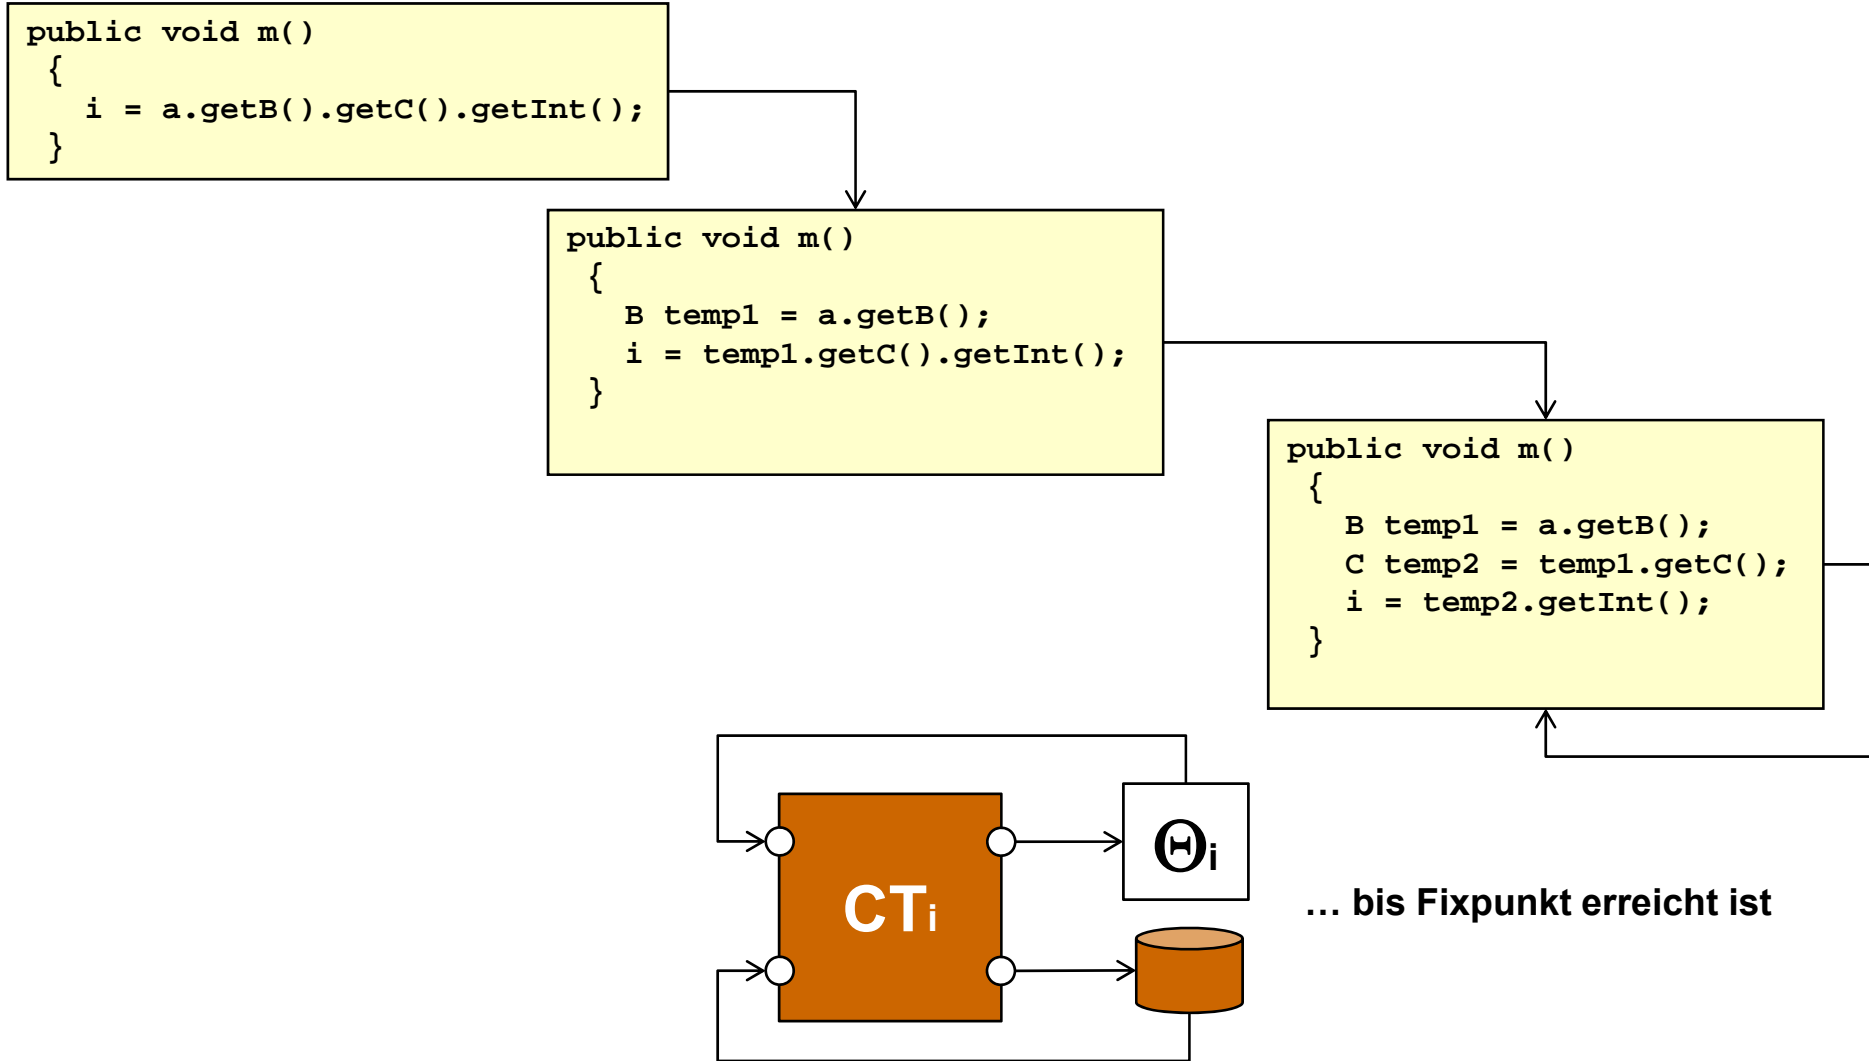 public void m()
{
i = a.getB().getC().getInt();
}
public void m()
{
B temp1 = a.getB();
i = temp1.getC().getInt();
}
public void m()
{
B temp1 = a.getB();
C temp2 = temp1.getC();
i = temp2.getInt();
}
CTi
Θi
… bis Fixpunkt erreicht ist